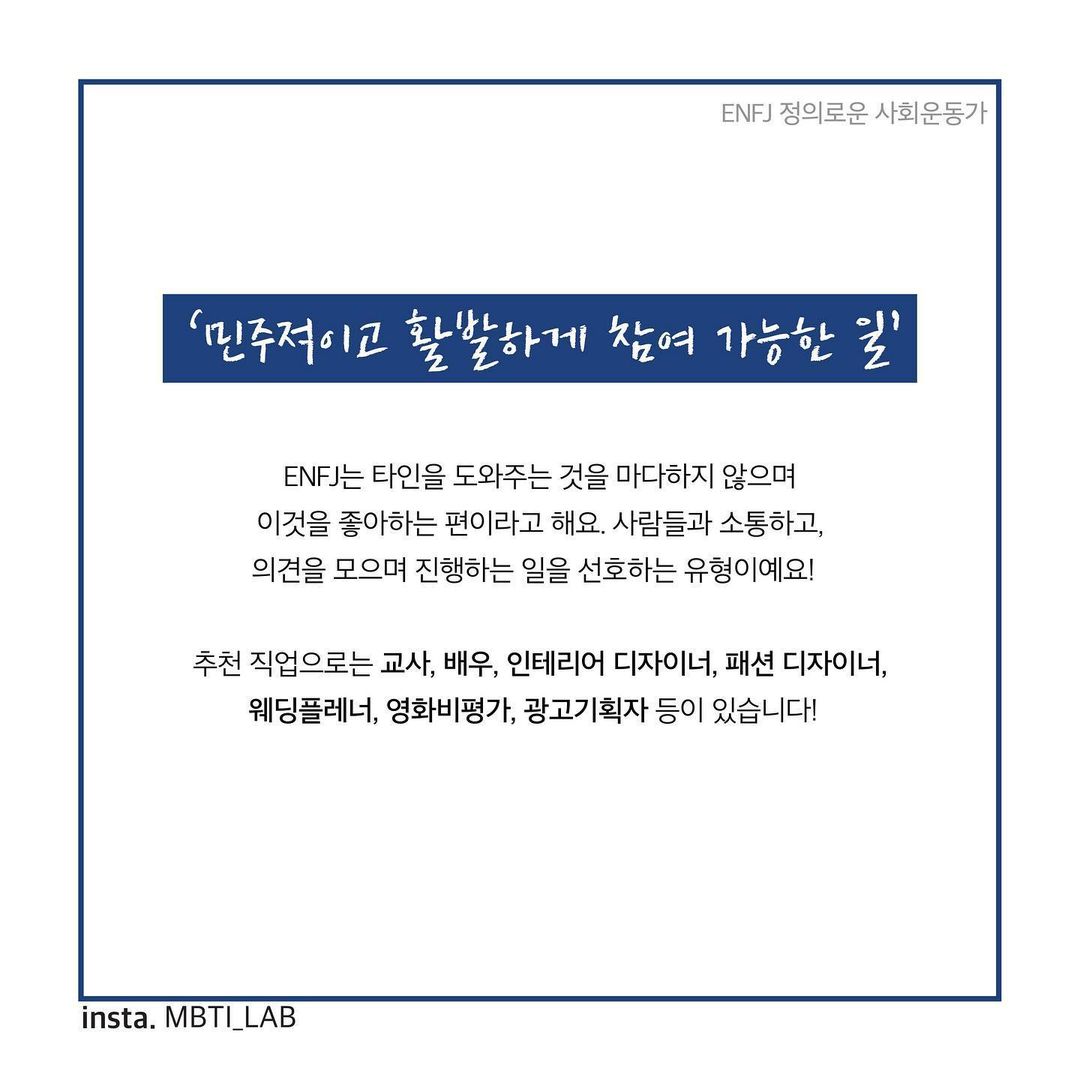 ENFJ 정의로운 사회운동가
‘민주적이고 활발하게 참여 가능한 일’
ENFJ는 타인을 도와주는 것을 마다하지 않으며
이것을 좋아하는 편이라고 해요. 사람들과 소통하고,
의견을 모으며 진행하는 일을 선호하는 유형이예요!
추천 직업으로는 교사, 배우, 인테리어 디자이너, 패션 디자이너,
웨딩플레너, 영화비평가, 광고기획자 등이 있습니다!
insta. MBTI_LAB